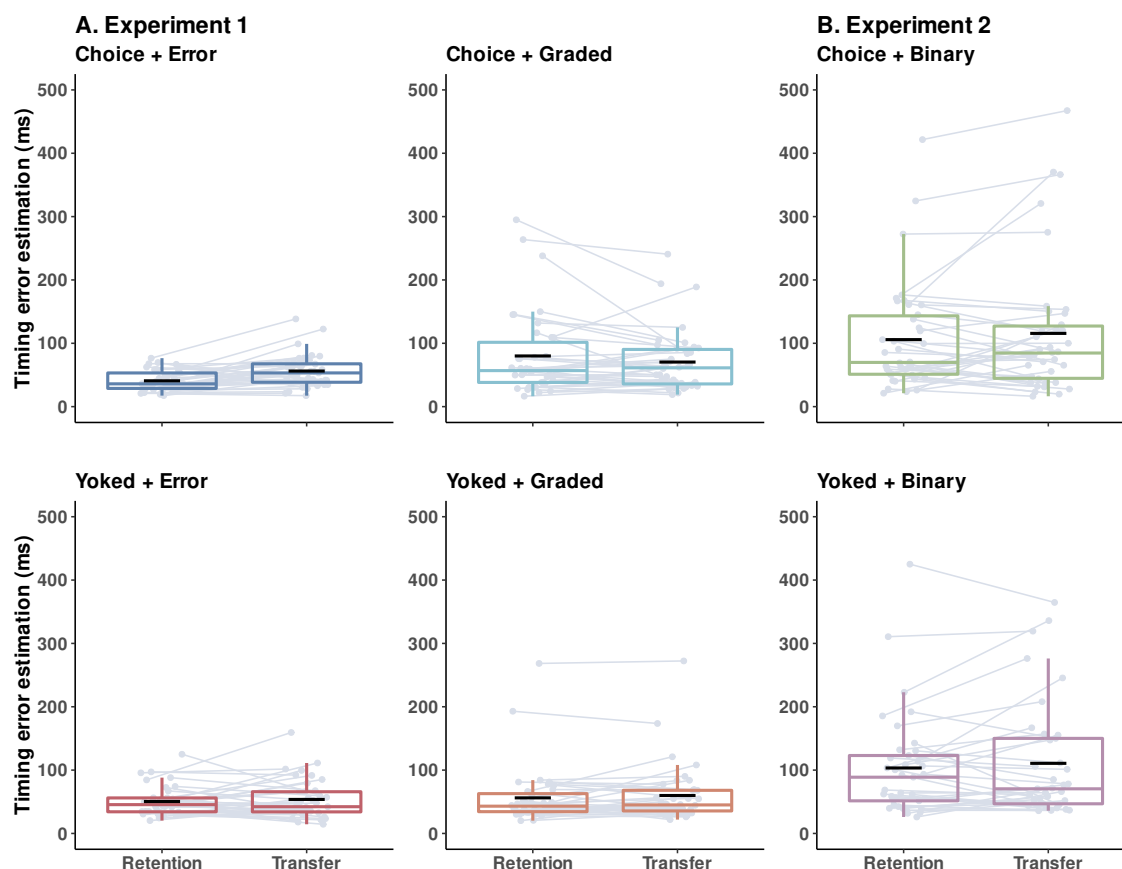 A. Experiment 1
B. Experiment 2
Choice + Error
Choice + Graded
Choice + Binary
Timing error estimation (ms)
500
400
300
200
100
0
500
400
300
200
100
0
500
400
300
200
100
0
Yoked + Error
Yoked + Graded
Yoked + Binary
Timing error estimation (ms)
500
400
300
200
100
0
500
400
300
200
100
0
500
400
300
200
100
0
Retention
Transfer
Retention
Transfer
Retention
Transfer